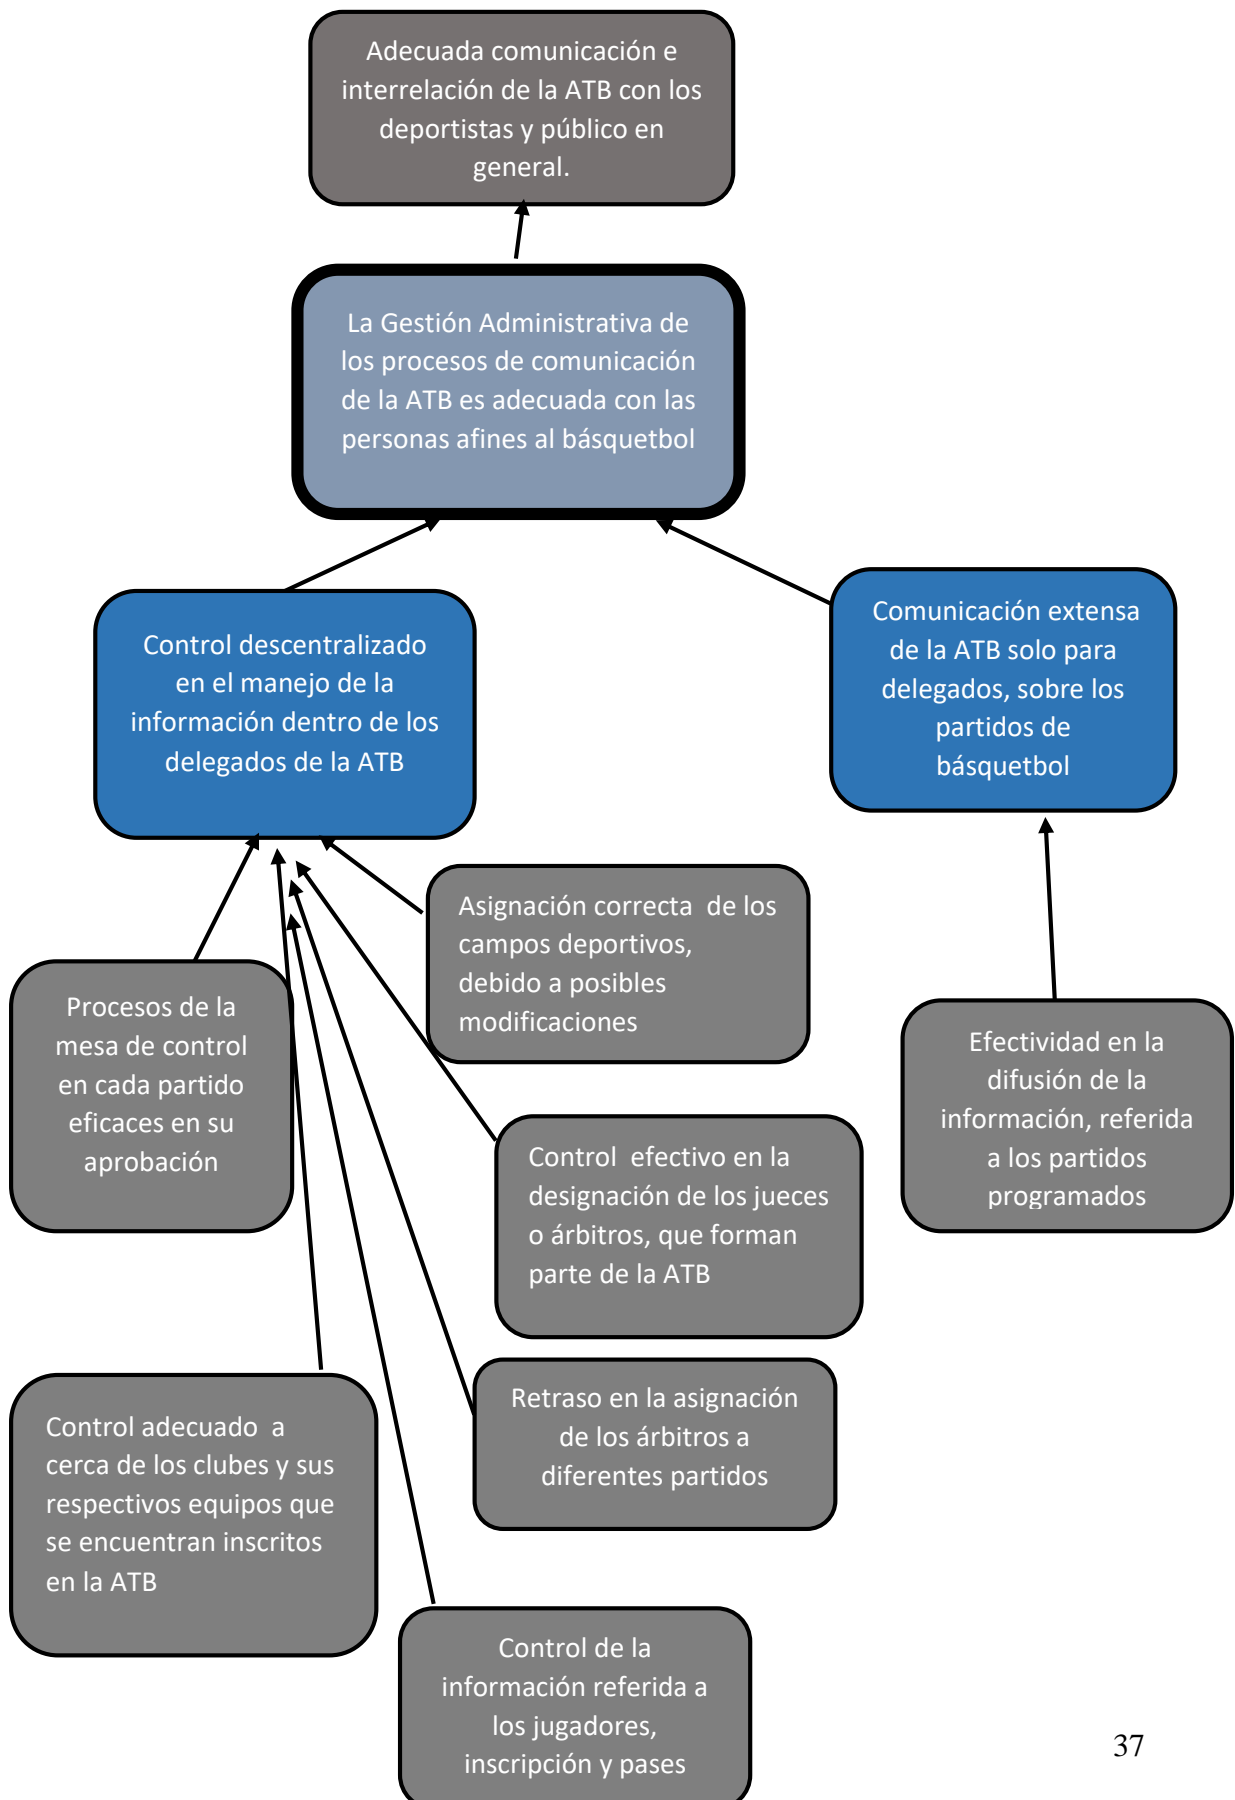 Adecuada comunicación e
interrelación de la ATB con los
deportistas y público en
general.
La Gestión Administrativa de
los procesos de comunicación
de la ATB es adecuada con las
personas afines al básquetbol
Control descentralizado
en el manejo de la
información dentro de los
delegados de la ATB
Comunicación extensa
de la ATB solo para
delegados, sobre los
partidos de
básquetbol
Asignación correcta  de los
campos deportivos,
debido a posibles
modificaciones
Procesos de la
mesa de control
en cada partido
eficaces en su
aprobación
Efectividad en la
difusión de la
información, referida
a los partidos
programados
Control  efectivo en la
designación de los jueces
o árbitros, que forman
parte de la ATB
Retraso en la asignación
de los árbitros a
diferentes partidos
Control adecuado  a
cerca de los clubes y sus
respectivos equipos que
se encuentran inscritos
en la ATB
Control de la
información referida a
los jugadores,
inscripción y pases
37